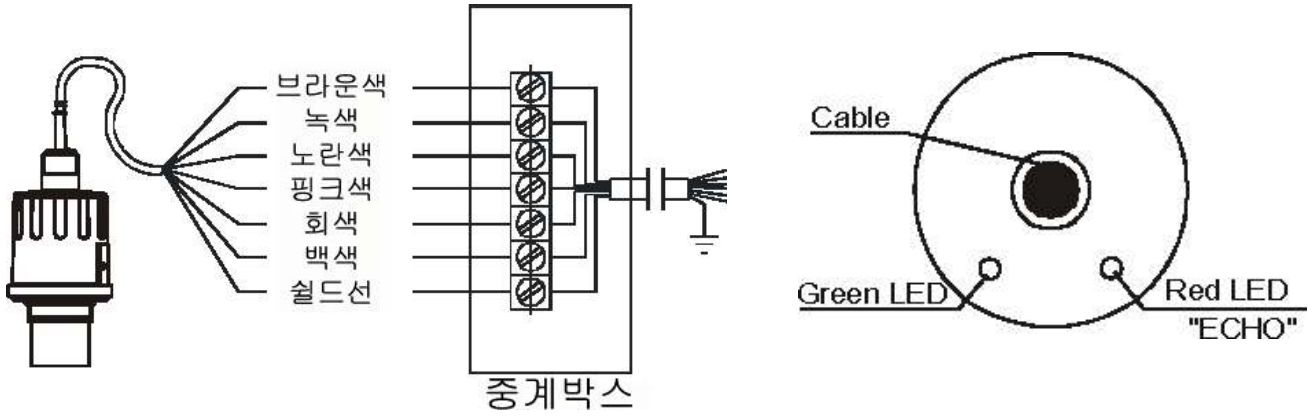 브라운색
녹색
노란색
핑크색
회색
백색
쉴드선
중계박스
Cable
Green LED
Red LED
"ECHO"